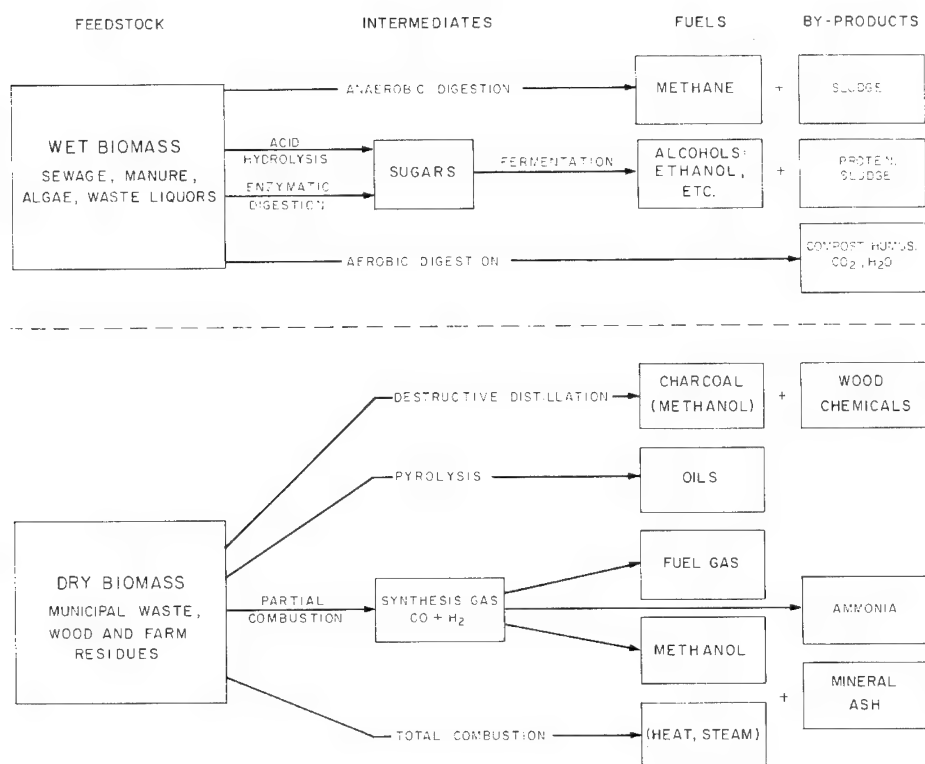 FEEDSTOCK
INTERMEDIATES
FUELS
BY-PRODUCTS
WET BIOMASS
SEWAGE, MANURE,
ALGAE, WASTE LIQUORS
ANAEROBIC DIGESTION
METHANE
+
SLUDGE
ACID
HYDROLYSIS
ENZYMATIC
DIGESTION
SUGARS
FERMENTATION
ALCOHOLS:
ETHANOL,
ETC.
+
PROTEIN,
SLUDGE
AEROBIC DIGESTION
COMPOST HUMUS,
CO2, H2O
DRY BIOMASS
MUNICIPAL WASTE,
WOOD AND FARM
RESIDUES
DESTRUCTIVE DISTILLATION
CHARCOAL
(METHANOL)
+
WOOD
CHEMICALS
PYROLYSIS
OILS
PARTIAL
COMBUSTION
SYNTHESIS GAS
CO + H2
FUEL GAS
AMMONIA
METHANOL
+
MINERAL
ASH
TOTAL COMBUSTION
(HEAT, STEAM)